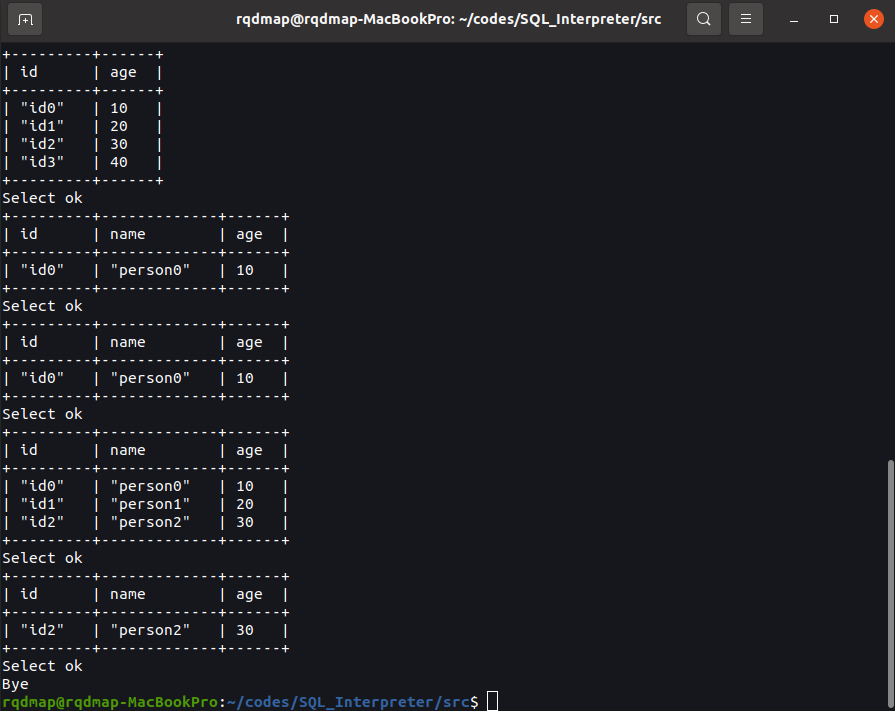 rqdmap@rqdmap-MacBookPro: ~/codes/SQL_Interpreter/src
+---------+------+
| id      | age  |
+---------+------+
| "id0"   | 10   |
| "id1"   | 20   |
| "id2"   | 30   |
| "id3"   | 40   |
+---------+------+
Select ok
+---------+-------------+------+
| id      | name        | age  |
+---------+-------------+------+
| "id0"   | "person0"   | 10   |
+---------+-------------+------+
Select ok
+---------+-------------+------+
| id      | name        | age  |
+---------+-------------+------+
| "id0"   | "person0"   | 10   |
+---------+-------------+------+
Select ok
+---------+-------------+------+
| id      | name        | age  |
+---------+-------------+------+
| "id0"   | "person0"   | 10   |
| "id1"   | "person1"   | 20   |
| "id2"   | "person2"   | 30   |
+---------+-------------+------+
Select ok
+---------+-------------+------+
| id      | name        | age  |
+---------+-------------+------+
| "id2"   | "person2"   | 30   |
+---------+-------------+------+
Select ok
Bye
rqdmap@rqdmap-MacBookPro:~/codes/SQL_Interpreter/src$